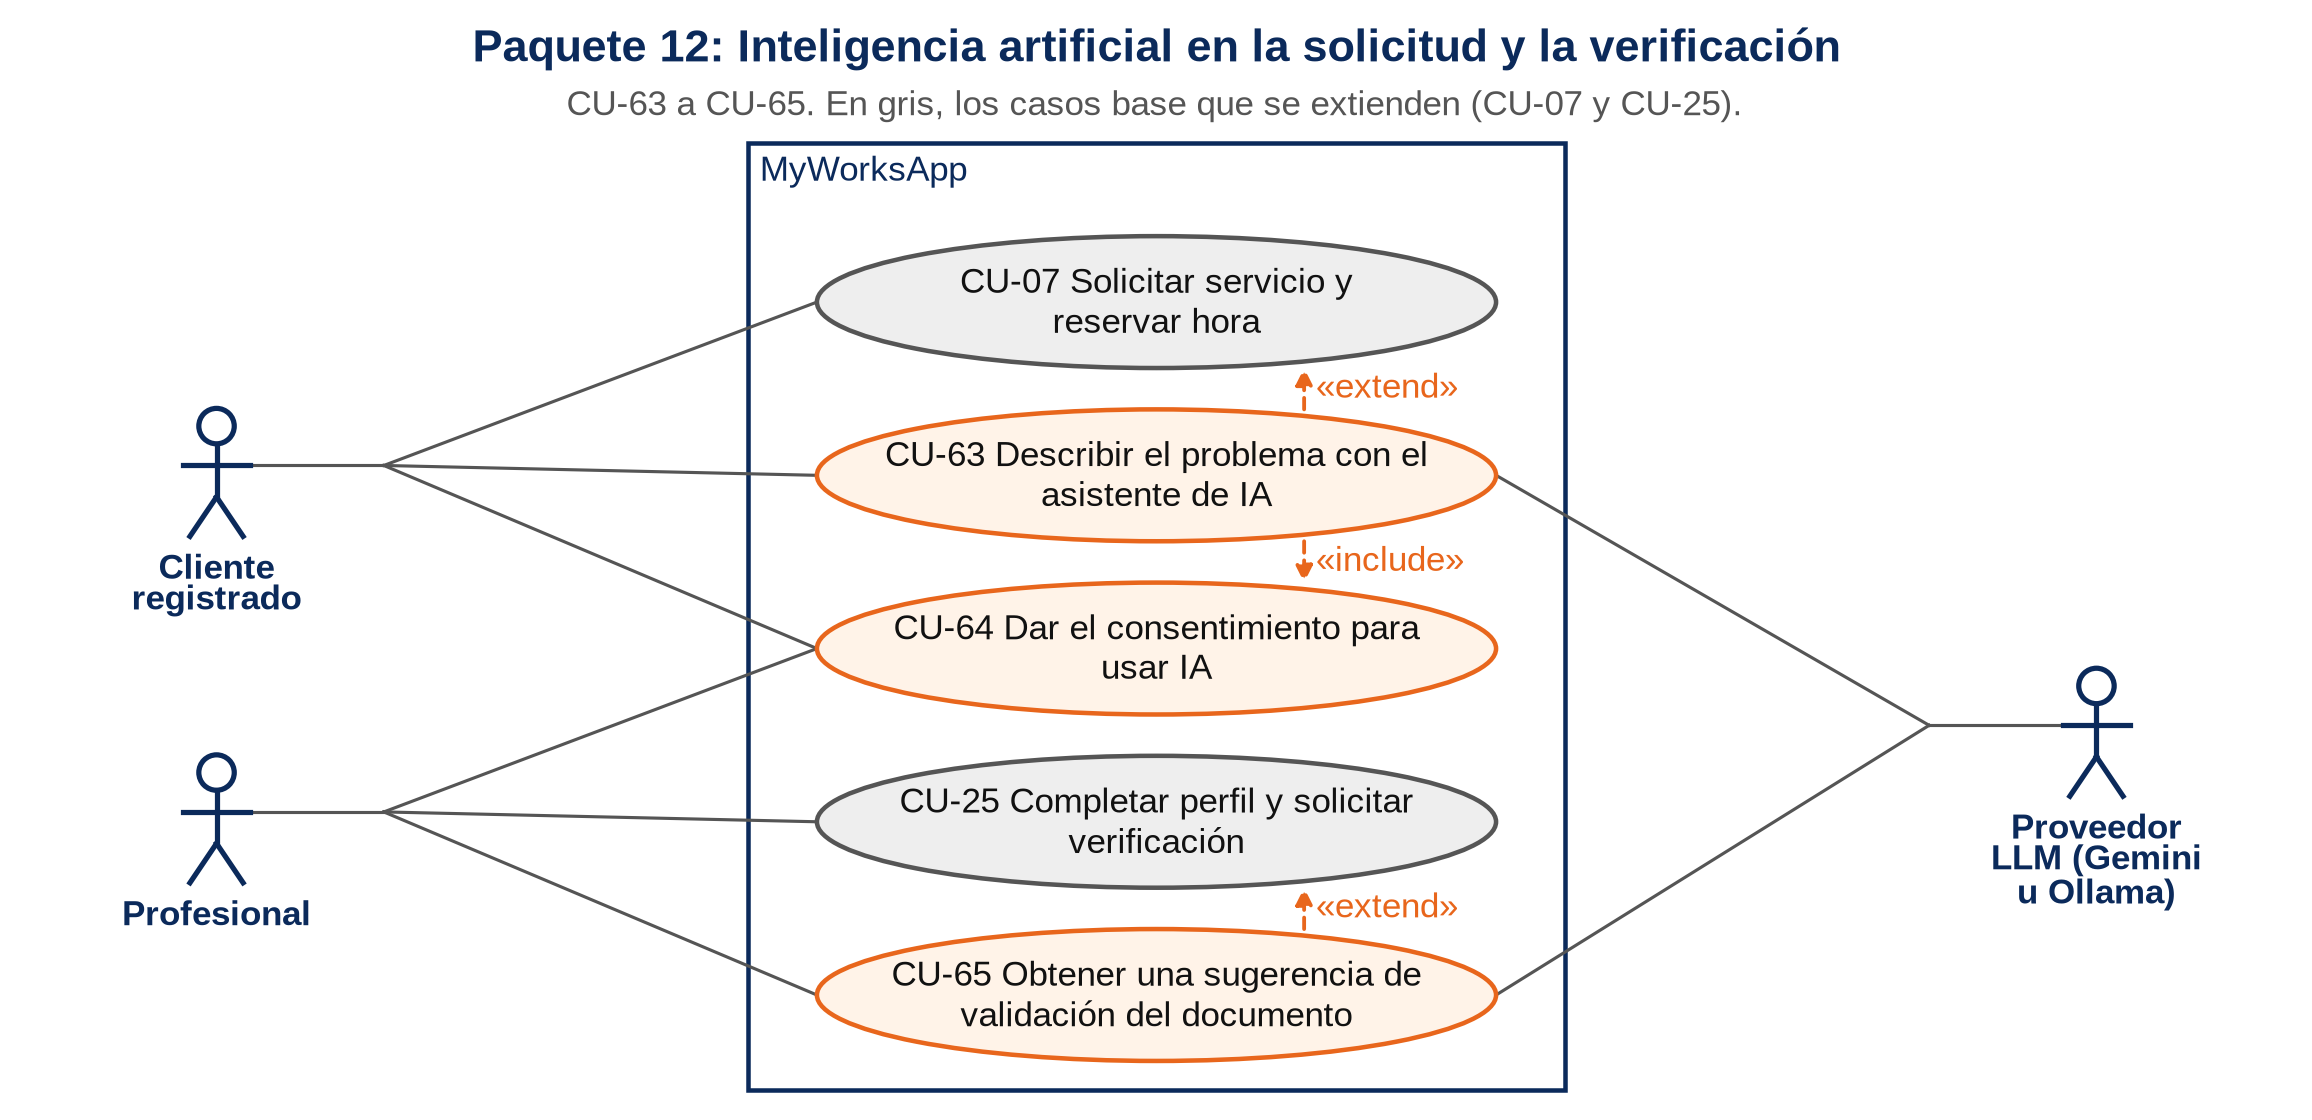 Paquete 12: Inteligencia artificial en la solicitud y la verificación
CU-63 a CU-65. En gris, los casos base que se extienden (CU-07 y CU-25).
MyWorksApp
CU-07 Solicitar servicio y
reservar hora
«extend»
CU-63 Describir el problema con el
asistente de IA
«include»
CU-64 Dar el consentimiento para
usar IA
CU-25 Completar perfil y solicitar
verificación
«extend»
CU-65 Obtener una sugerencia de
validación del documento
Cliente
registrado
Profesional
Proveedor
LLM (Gemini
u Ollama)